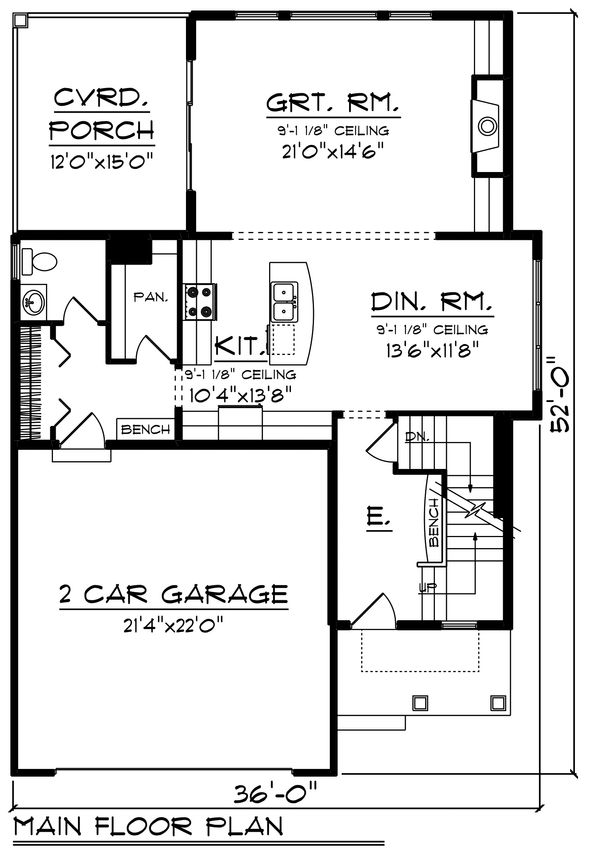 CVRD.
PORCH
12'0"x15'0"
GRT. RM.
9'-1 1/8" CEILING
21'0"x14'6"
PAN.
DIN. RM.
9'-1 1/8" CEILING
13'6"x11'8"
KIT.
9'-1 1/8" CEILING
10'4"x13'8"
BENCH
DN.
E.
BENCH
UP
2 CAR GARAGE
21'4"x22'0"
52'-0"
36'-0"
MAIN FLOOR PLAN